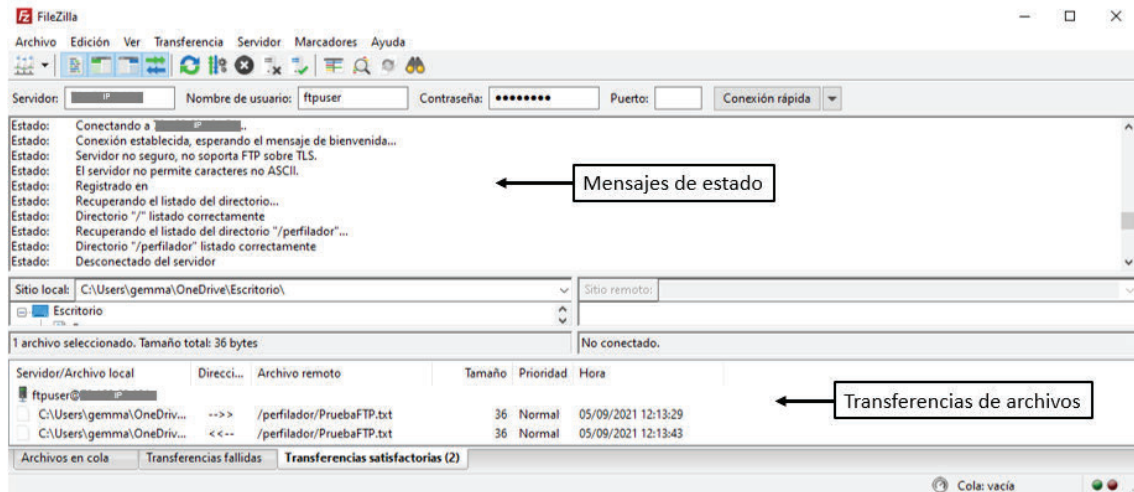 FileZilla
Archivo Edición Ver Transferencia Servidor Marcadores Ayuda
Servidor: IP Nombre de usuario: ftpuser Contraseña: •••••••• Puerto: Conexión rápida
Estado: Conectando a IP ...
Estado: Conexión establecida, esperando el mensaje de bienvenida...
Estado: Servidor no seguro, no soporta FTP sobre TLS.
Estado: El servidor no permite caracteres no ASCII.
Estado: Registrado en
Estado: Recuperando el listado del directorio...
Estado: Directorio "/" listado correctamente
Estado: Recuperando el listado del directorio "/perfilador"...
Estado: Directorio "/perfilador" listado correctamente
Estado: Desconectado del servidor
Mensajes de estado
Sitio local: C:\Users\gemma\OneDrive\Escritorio\ Sitio remoto:
Escritorio
1 archivo seleccionado. Tamaño total: 36 bytes No conectado.
Servidor/Archivo local Direcci... Archivo remoto Tamaño Prioridad Hora
ftpuser@ IP
C:\Users\gemma\OneDriv... -->> /perfilador/PruebaFTP.txt 36 Normal 05/09/2021 12:13:29
C:\Users\gemma\OneDriv... <<-- /perfilador/PruebaFTP.txt 36 Normal 05/09/2021 12:13:43
Transferencias de archivos
Archivos en cola Transferencias fallidas Transferencias satisfactorias (2)
Cola: vacía